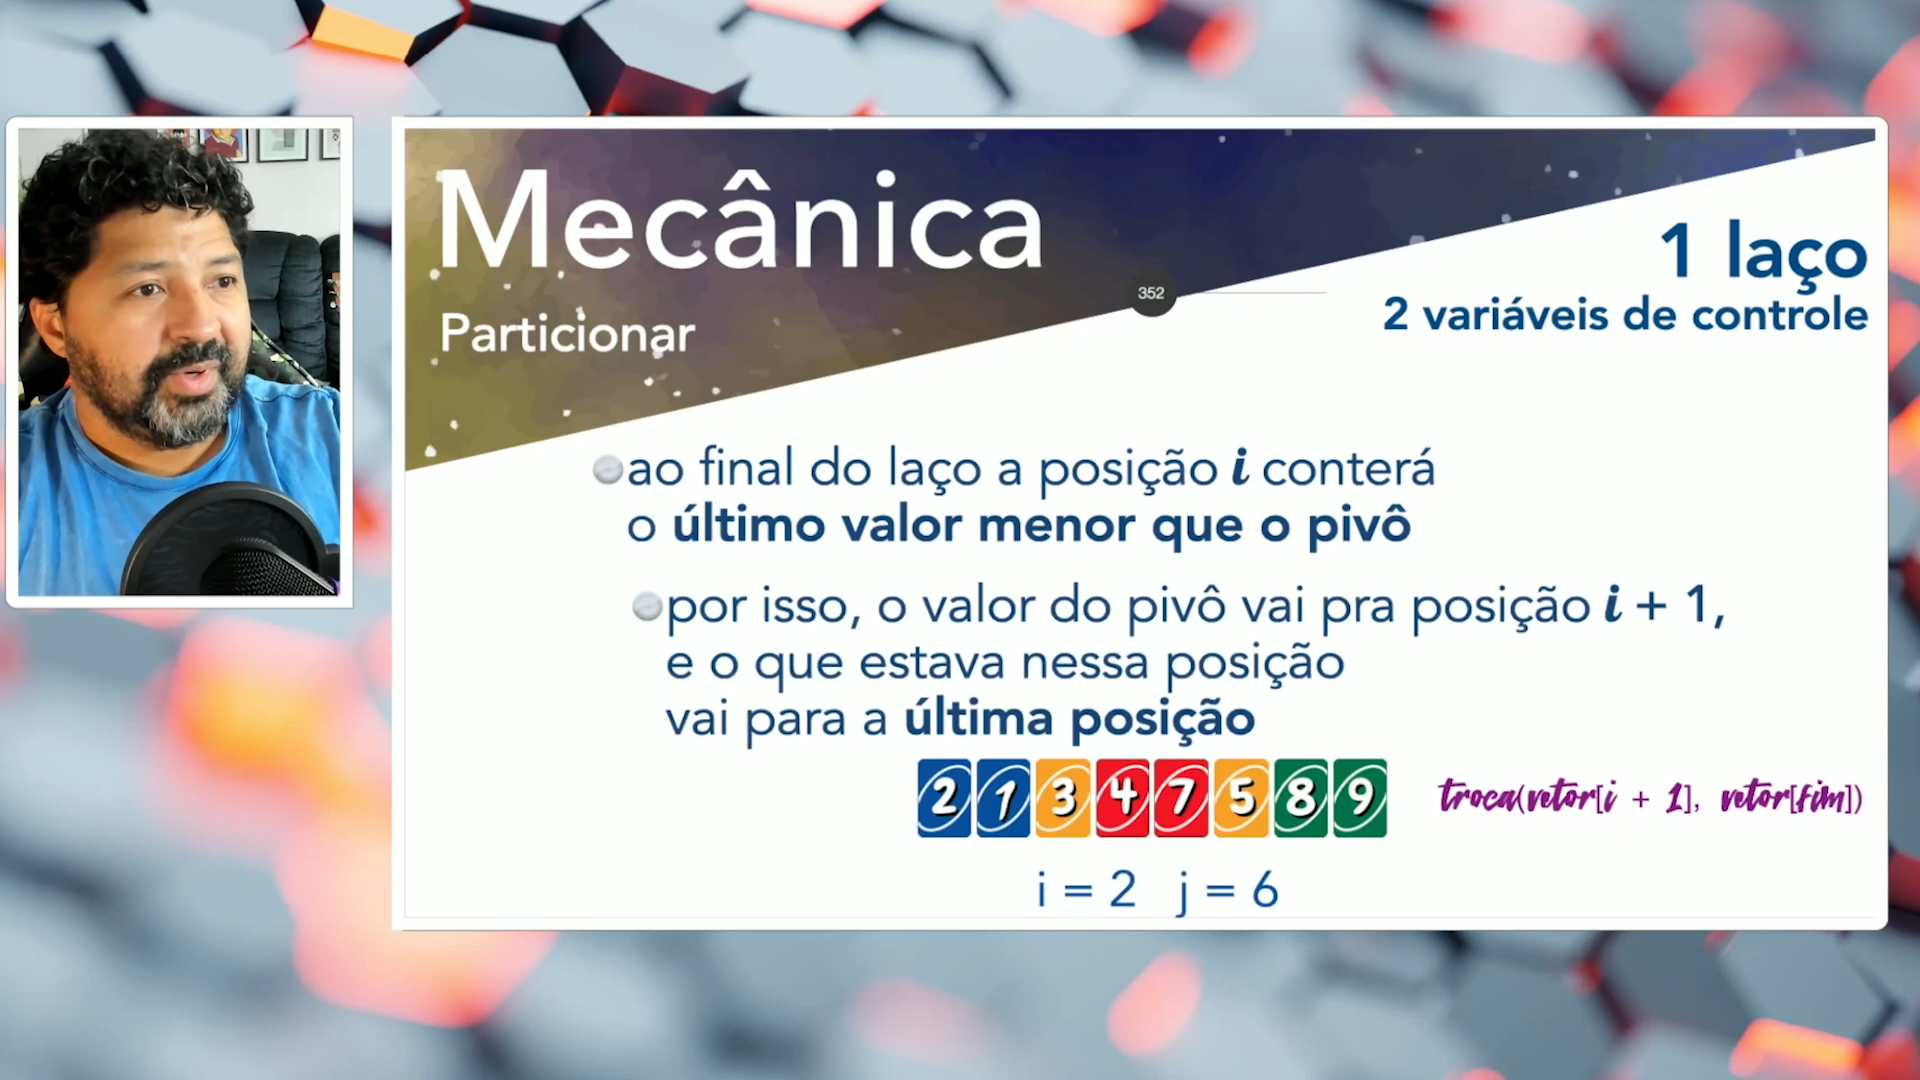 Mecânica
Particionar
352
1 laço
2 variáveis de controle
ao final do laço a posição i conterá
o último valor menor que o pivô
por isso, o valor do pivô vai pra posição i + 1,
e o que estava nessa posição
vai para a última posição
2 1 3 4 7 5 8 9
troca(vetor[i + 1], vetor[fim])
i = 2 j = 6